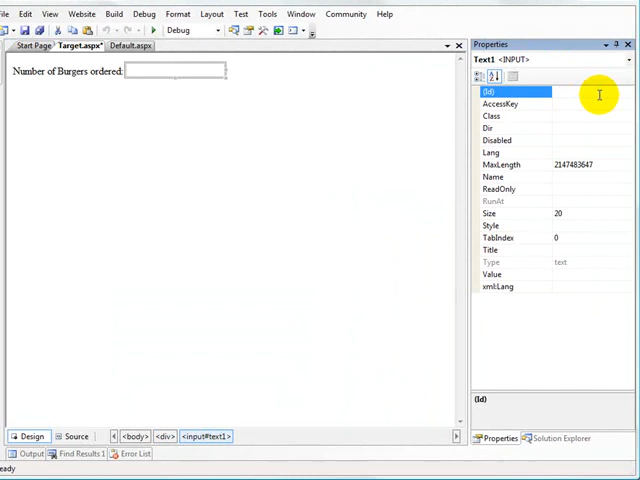 File Edit View Website Build Debug Format Layout Test Tools Window Community Help
Debug
Start Page Target.aspx* Default.aspx
Number of Burgers ordered:
Properties
Text1 <INPUT>
(Id)
AccessKey
Class
Dir
Disabled
Lang
MaxLength 2147483647
Name
ReadOnly
RunAt
Size 20
Style
TabIndex 0
Title
Type text
Value
xml:Lang
(Id)
Design Source <body> <div> <input#text1>
Properties Solution Explorer
Output Find Results 1 Error List
eady